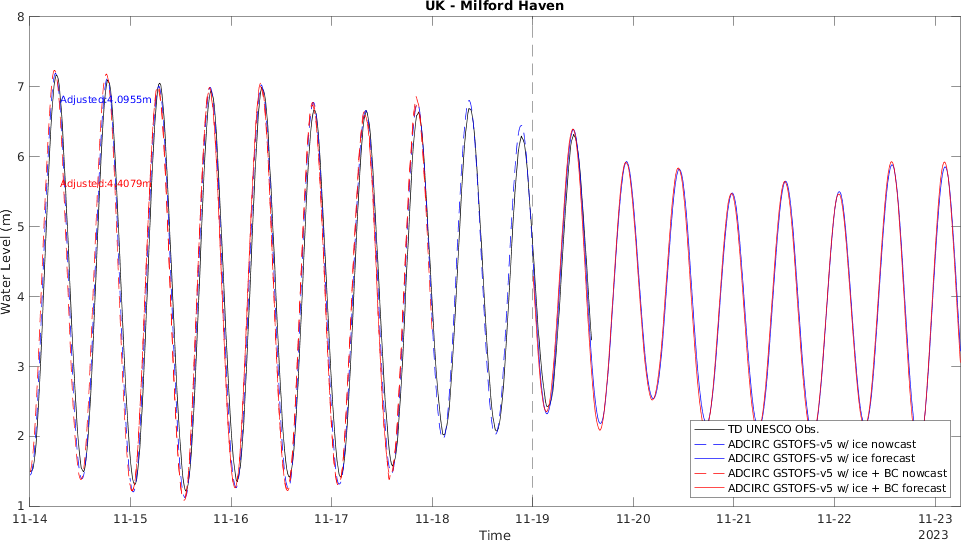 UK - Milford Haven
8
7
6
5
4
3
2
1
Water Level (m)
Adjusted:4.0955m
Adjusted:4.4079m
TD UNESCO Obs.
ADCIRC GSTOFS-v5 w/ ice nowcast
ADCIRC GSTOFS-v5 w/ ice forecast
ADCIRC GSTOFS-v5 w/ ice + BC nowcast
ADCIRC GSTOFS-v5 w/ ice + BC forecast
11-14 11-15 11-16 11-17 11-18 11-19 11-20 11-21 11-22 11-23
Time
2023